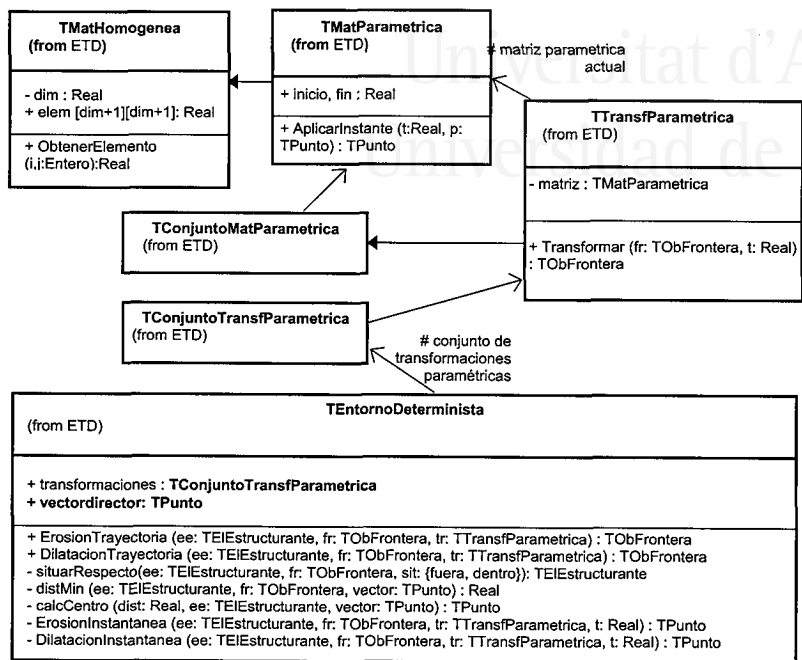 Universitat d'A
Universidad de
TMatHomogenea
(from ETD)
- dim : Real
+ elem [dim+1][dim+1]: Real
+ ObtenerElemento
(i,j:Entero):Real
TMatParametrica
(from ETD)
+ inicio, fin : Real
+ AplicarInstante (t:Real, p:
TPunto) : TPunto
# matriz parametrica
actual
TTransfParametrica
(from ETD)
- matriz : TMatParametrica
+ Transformar (fr: TObFrontera, t: Real)
: TObFrontera
TConjuntoMatParametrica
(from ETD)
TConjuntoTransfParametrica
(from ETD)
# conjunto de
transformaciones
paramétricas
TEntornoDeterminista
(from ETD)
+ transformaciones : TConjuntoTransfParametrica
+ vectordirector: TPunto
+ ErosionTrayectoria (ee: TElEstructurante, fr: TObFrontera, tr: TTransfParametrica) : TObFrontera
+ DilatacionTrayectoria (ee: TElEstructurante, fr: TObFrontera, tr: TTransfParametrica) : TObFrontera
- situarRespecto(ee: TElEstructurante, fr: TObFrontera, sit: {fuera, dentro}): TElEstructurante
- distMin (ee: TElEstructurante, fr: TObFrontera, vector: TPunto) : Real
- calcCentro (dist: Real, ee: TElEstructurante, vector: TPunto) : TPunto
- ErosionInstantanea (ee: TElEstructurante, fr: TObFrontera, tr: TTransfParametrica, t: Real) : TPunto
- DilatacionInstantanea (ee: TElEstructurante, fr: TObFrontera, tr: TTransfParametrica, t: Real) : TPunto